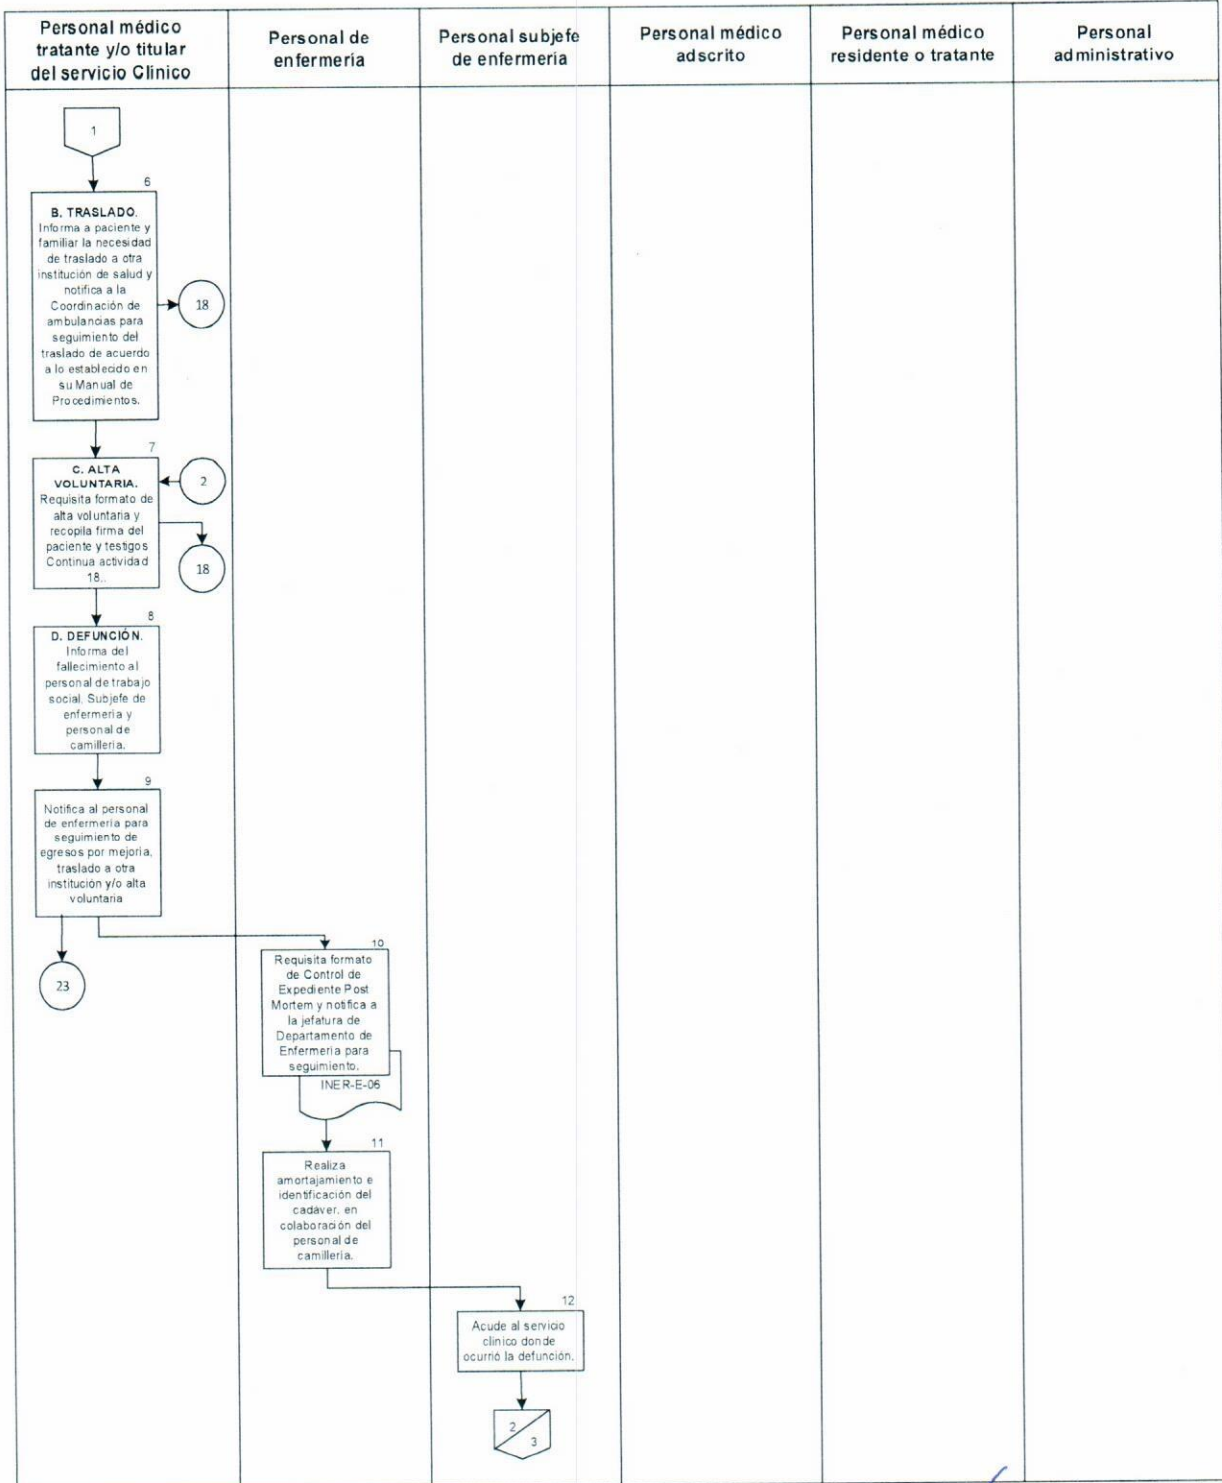 Personal médico
tratante y/o titular
del servicio Clínico
Personal de
enfermería
Personal subjefe
de enfermería
Personal médico
adscrito
Personal médico
residente o tratante
Personal
administrativo
1
6
B. TRASLADO.
Informa a paciente y
familiar la necesidad
de traslado a otra
institución de salud y
notifica a la
Coordinación de
ambulancias para
seguimiento del
traslado de acuerdo
a lo establecido en
su Manual de
Procedimientos.
18
7
C. ALTA
VOLUNTARIA.
Requisita formato de
alta voluntaria y
recopila firma del
paciente y testigos
Continua actividad
18..
2
18
8
D. DEFUNCIÓN.
Informa del
fallecimiento al
personal de trabajo
social, Subjefe de
enfermería y
personal de
camillería.
9
Notifica al personal
de enfermería para
seguimiento de
egresos por mejoría,
traslado a otra
institución y/o alta
voluntaria
23
10
Requisita formato
de Control de
Expediente Post
Mortem y notifica a
la jefatura de
Departamento de
Enfermería para
seguimiento.
INER-E-06
11
Realiza
amortajamiento e
identificación del
cadáver, en
colaboración del
personal de
camillería.
12
Acude al servicio
clínico donde
ocurrió la defunción.
2
3